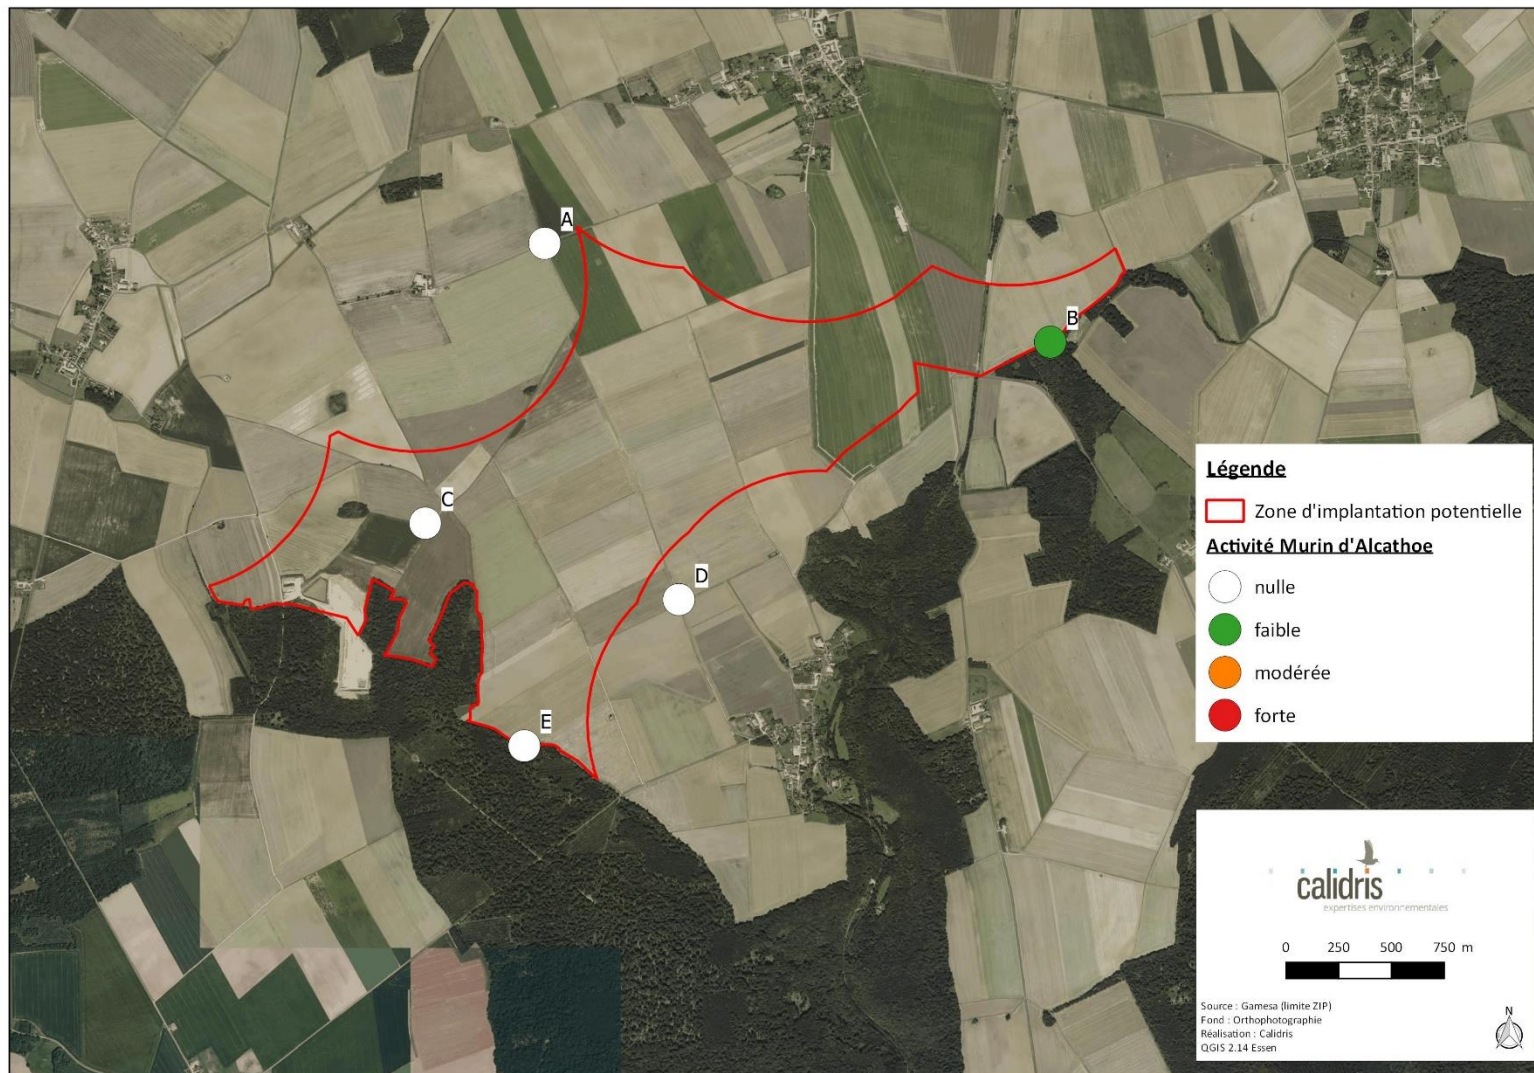 A
B
C
D
E
Légende
Zone d'implantation potentielle
Activité Murin d'Alcathoe
nulle
faible
modérée
forte
calidris
expertises environnementales
0 250 500 750 m
Source : Gamesa (limite ZIP)
Fond : Orthophotographie
Réalisation : Calidris
QGIS 2.14 Essen
N